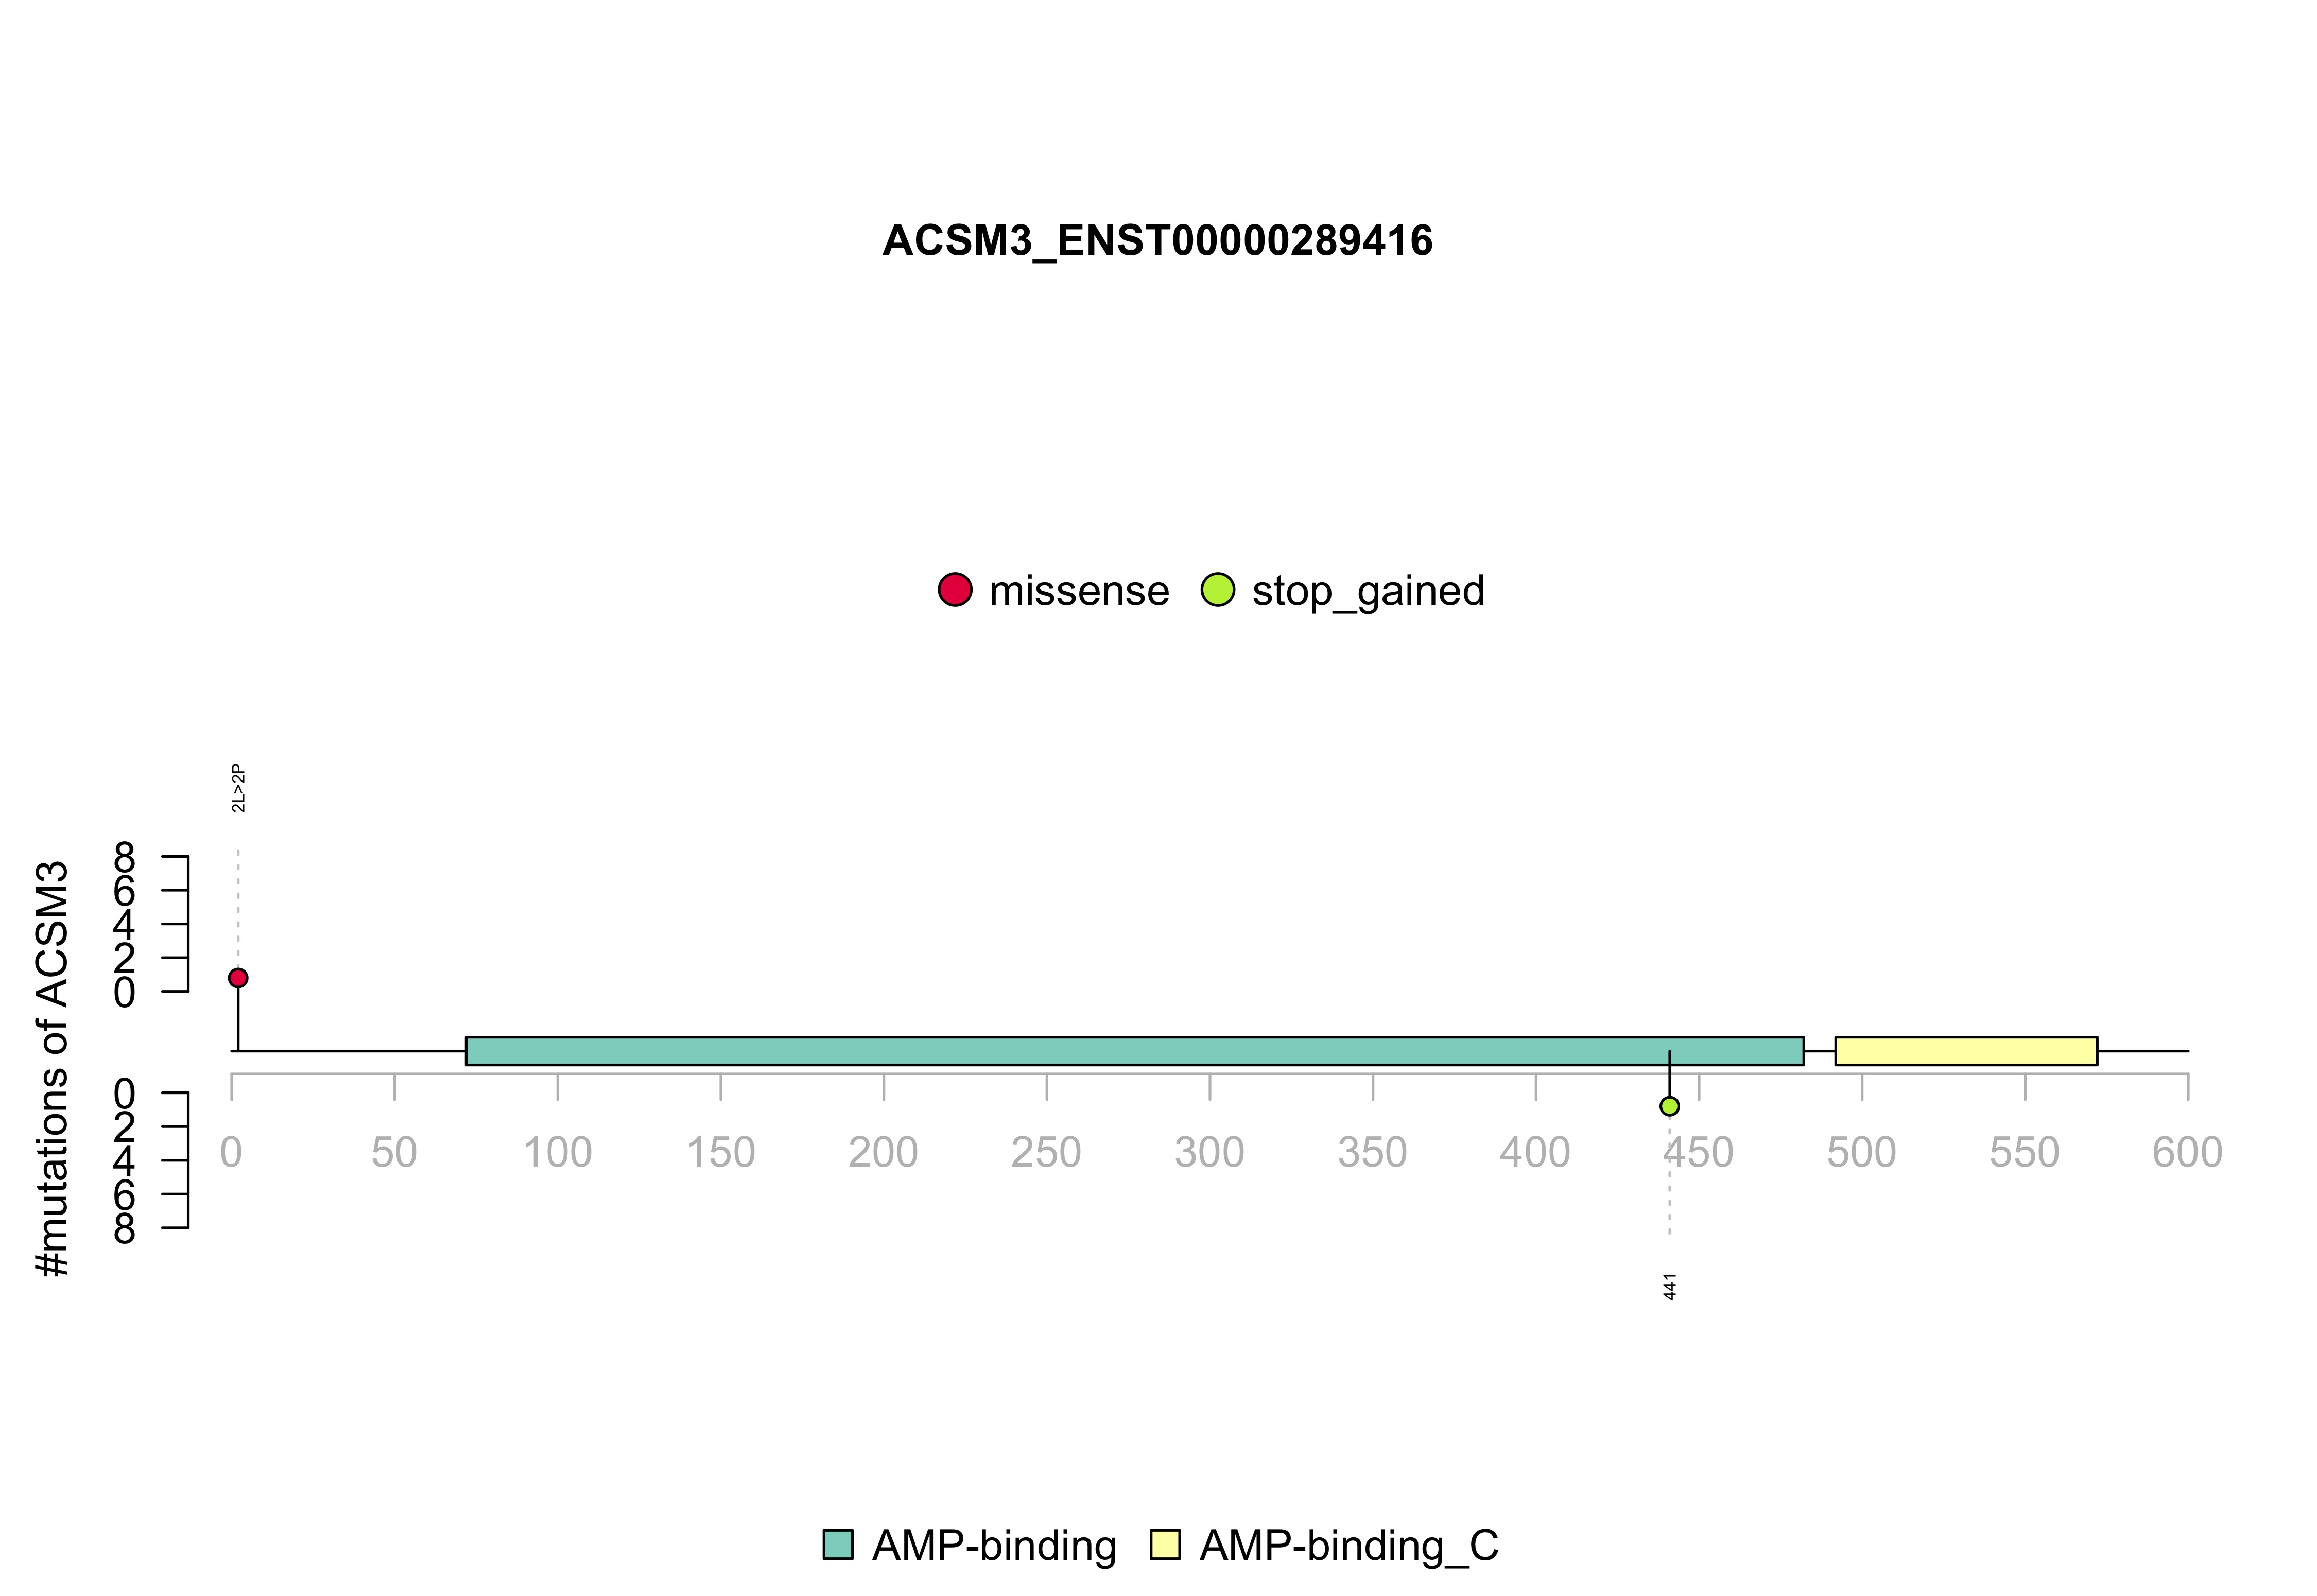 ACSM3_ENST00000289416
missense stop_gained
2L>2P
#mutations of ACSM3
8
6
4
2
0
0
2
4
6
8
0 50 100 150 200 250 300 350 400 450 500 550 600
441
AMP-binding AMP-binding_C